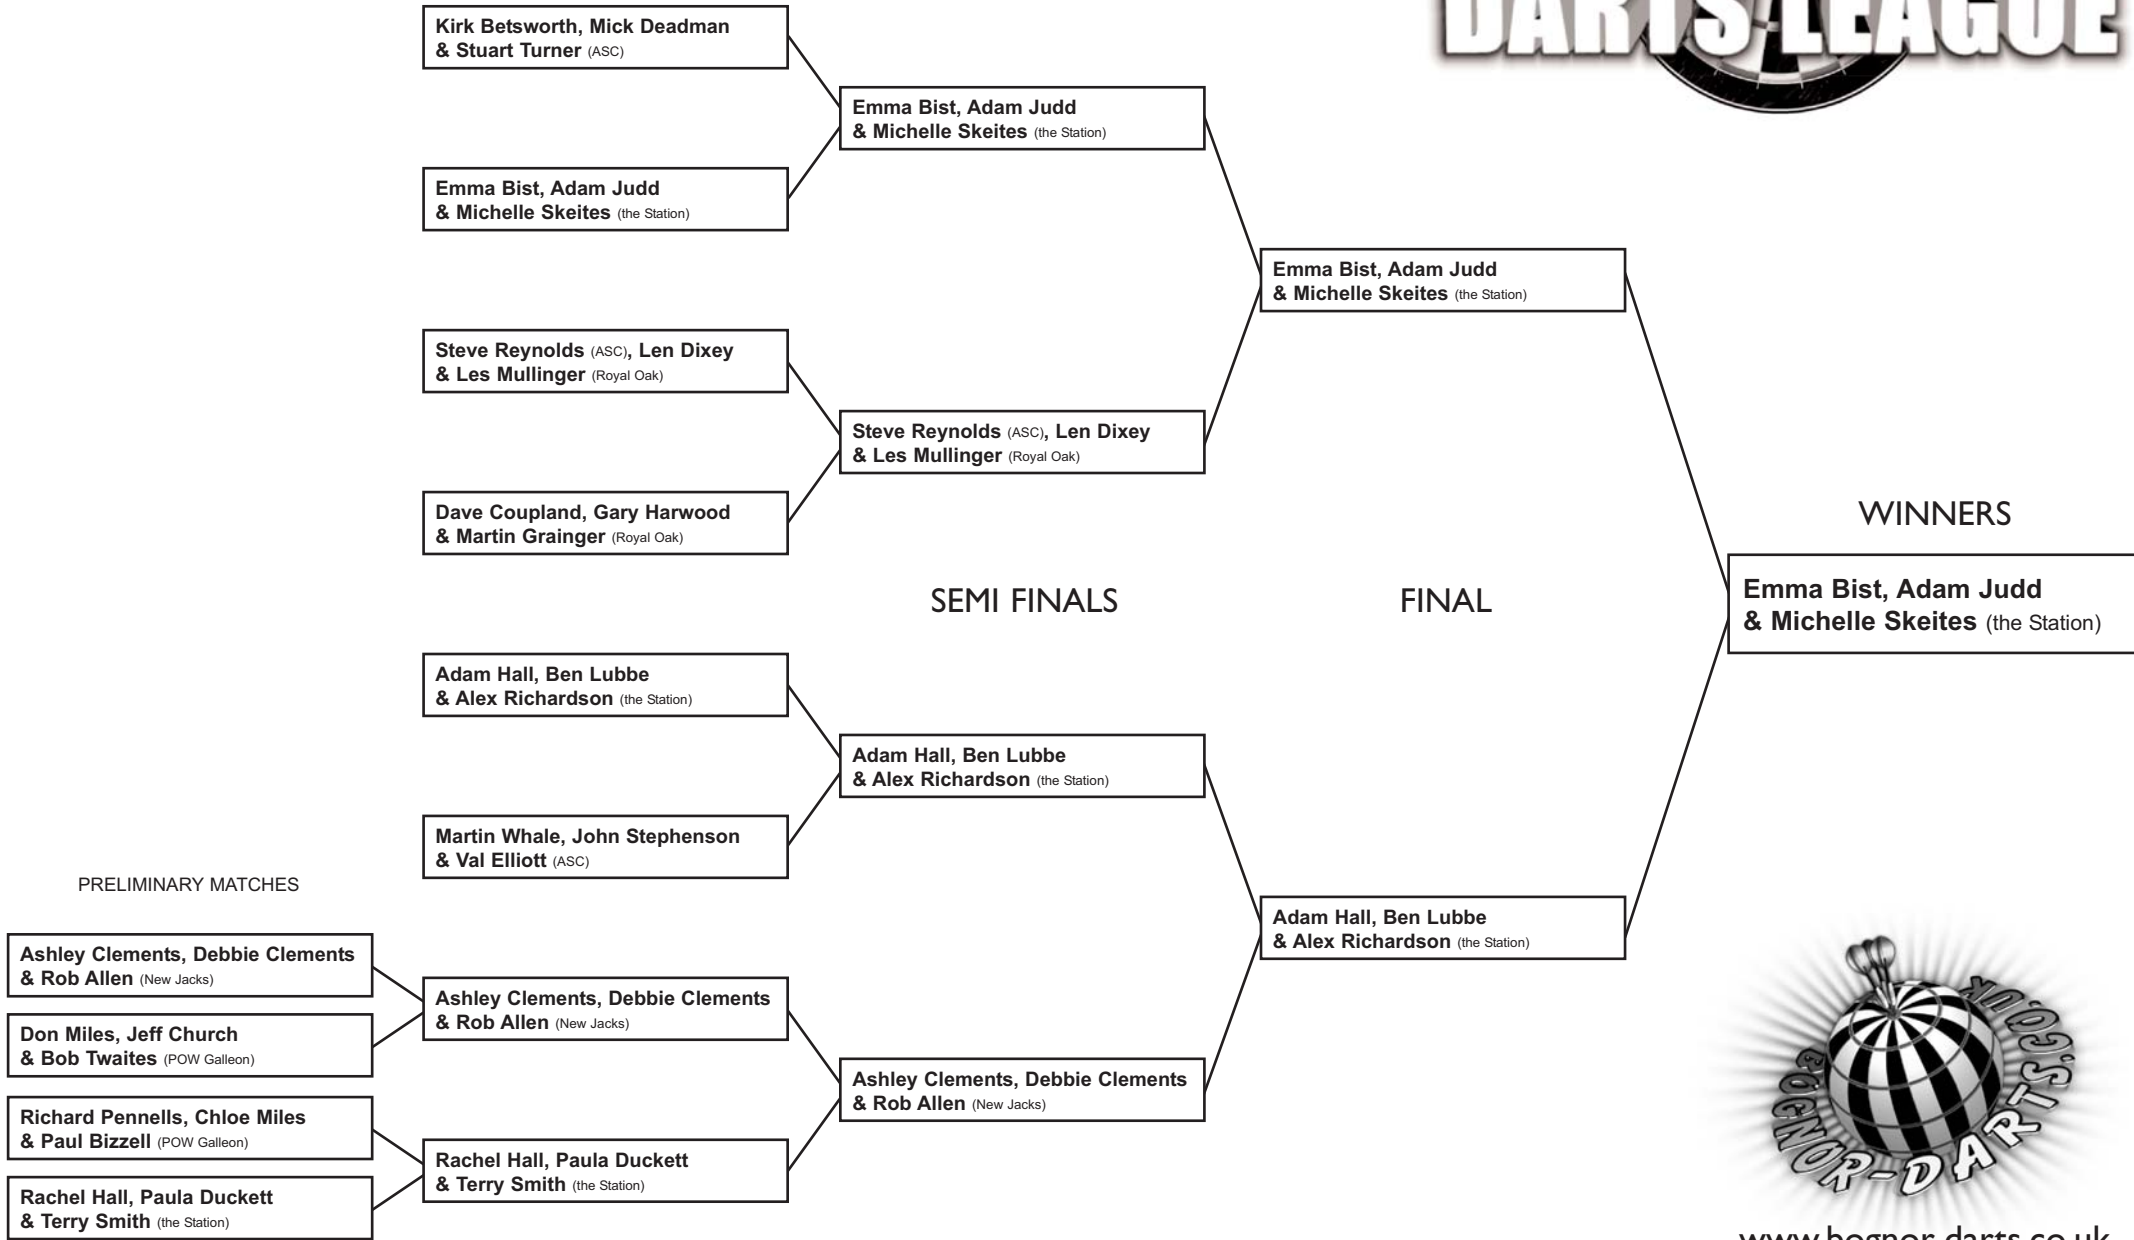 DARTS LEAGUE
Kirk Betsworth, Mick Deadman
& Stuart Turner (ASC)
Emma Bist, Adam Judd
& Michelle Skeites (the Station)
Steve Reynolds (ASC), Len Dixey
& Les Mullinger (Royal Oak)
Dave Coupland, Gary Harwood
& Martin Grainger (Royal Oak)
Adam Hall, Ben Lubbe
& Alex Richardson (the Station)
Martin Whale, John Stephenson
& Val Elliott (ASC)
PRELIMINARY MATCHES
Ashley Clements, Debbie Clements
& Rob Allen (New Jacks)
Don Miles, Jeff Church
& Bob Twaites (POW Galleon)
Richard Pennells, Chloe Miles
& Paul Bizzell (POW Galleon)
Rachel Hall, Paula Duckett
& Terry Smith (the Station)
Ashley Clements, Debbie Clements
& Rob Allen (New Jacks)
Rachel Hall, Paula Duckett
& Terry Smith (the Station)
Emma Bist, Adam Judd
& Michelle Skeites (the Station)
Steve Reynolds (ASC), Len Dixey
& Les Mullinger (Royal Oak)
SEMI FINALS
Adam Hall, Ben Lubbe
& Alex Richardson (the Station)
Ashley Clements, Debbie Clements
& Rob Allen (New Jacks)
Emma Bist, Adam Judd
& Michelle Skeites (the Station)
FINAL
Adam Hall, Ben Lubbe
& Alex Richardson (the Station)
WINNERS
Emma Bist, Adam Judd
& Michelle Skeites (the Station)
BOGNOR-DARTS.CO.UK
www.bognor-darts.co.uk